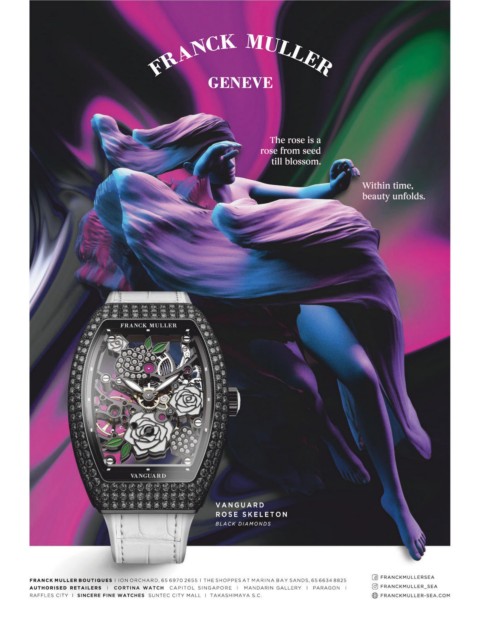 FRANCK MULLER
GENEVE
The rose is a
rose from seed
till blossom.
Within time,
beauty unfolds.
FRANCK MULLER
VANGUARD
VANGUARD
ROSE SKELETON
BLACK DIAMONDS
FRANCK MULLER BOUTIQUES I ION ORCHARD, 65 6970 2855 I THE SHOPPES AT MARINA BAY SANDS, 65 6634 8825
AUTHORISED RETAILERS I CORTINA WATCH CAPITOL SINGAPORE I MANDARIN GALLERY I PARAGON I
RAFFLES CITY I SINCERE FINE WATCHES SUNTEC CITY MALL I TAKASHIMAYA S.C.
FRANCKMULLERSEA
FRANCKMULLER_SEA
FRANCKMULLER-SEA.COM